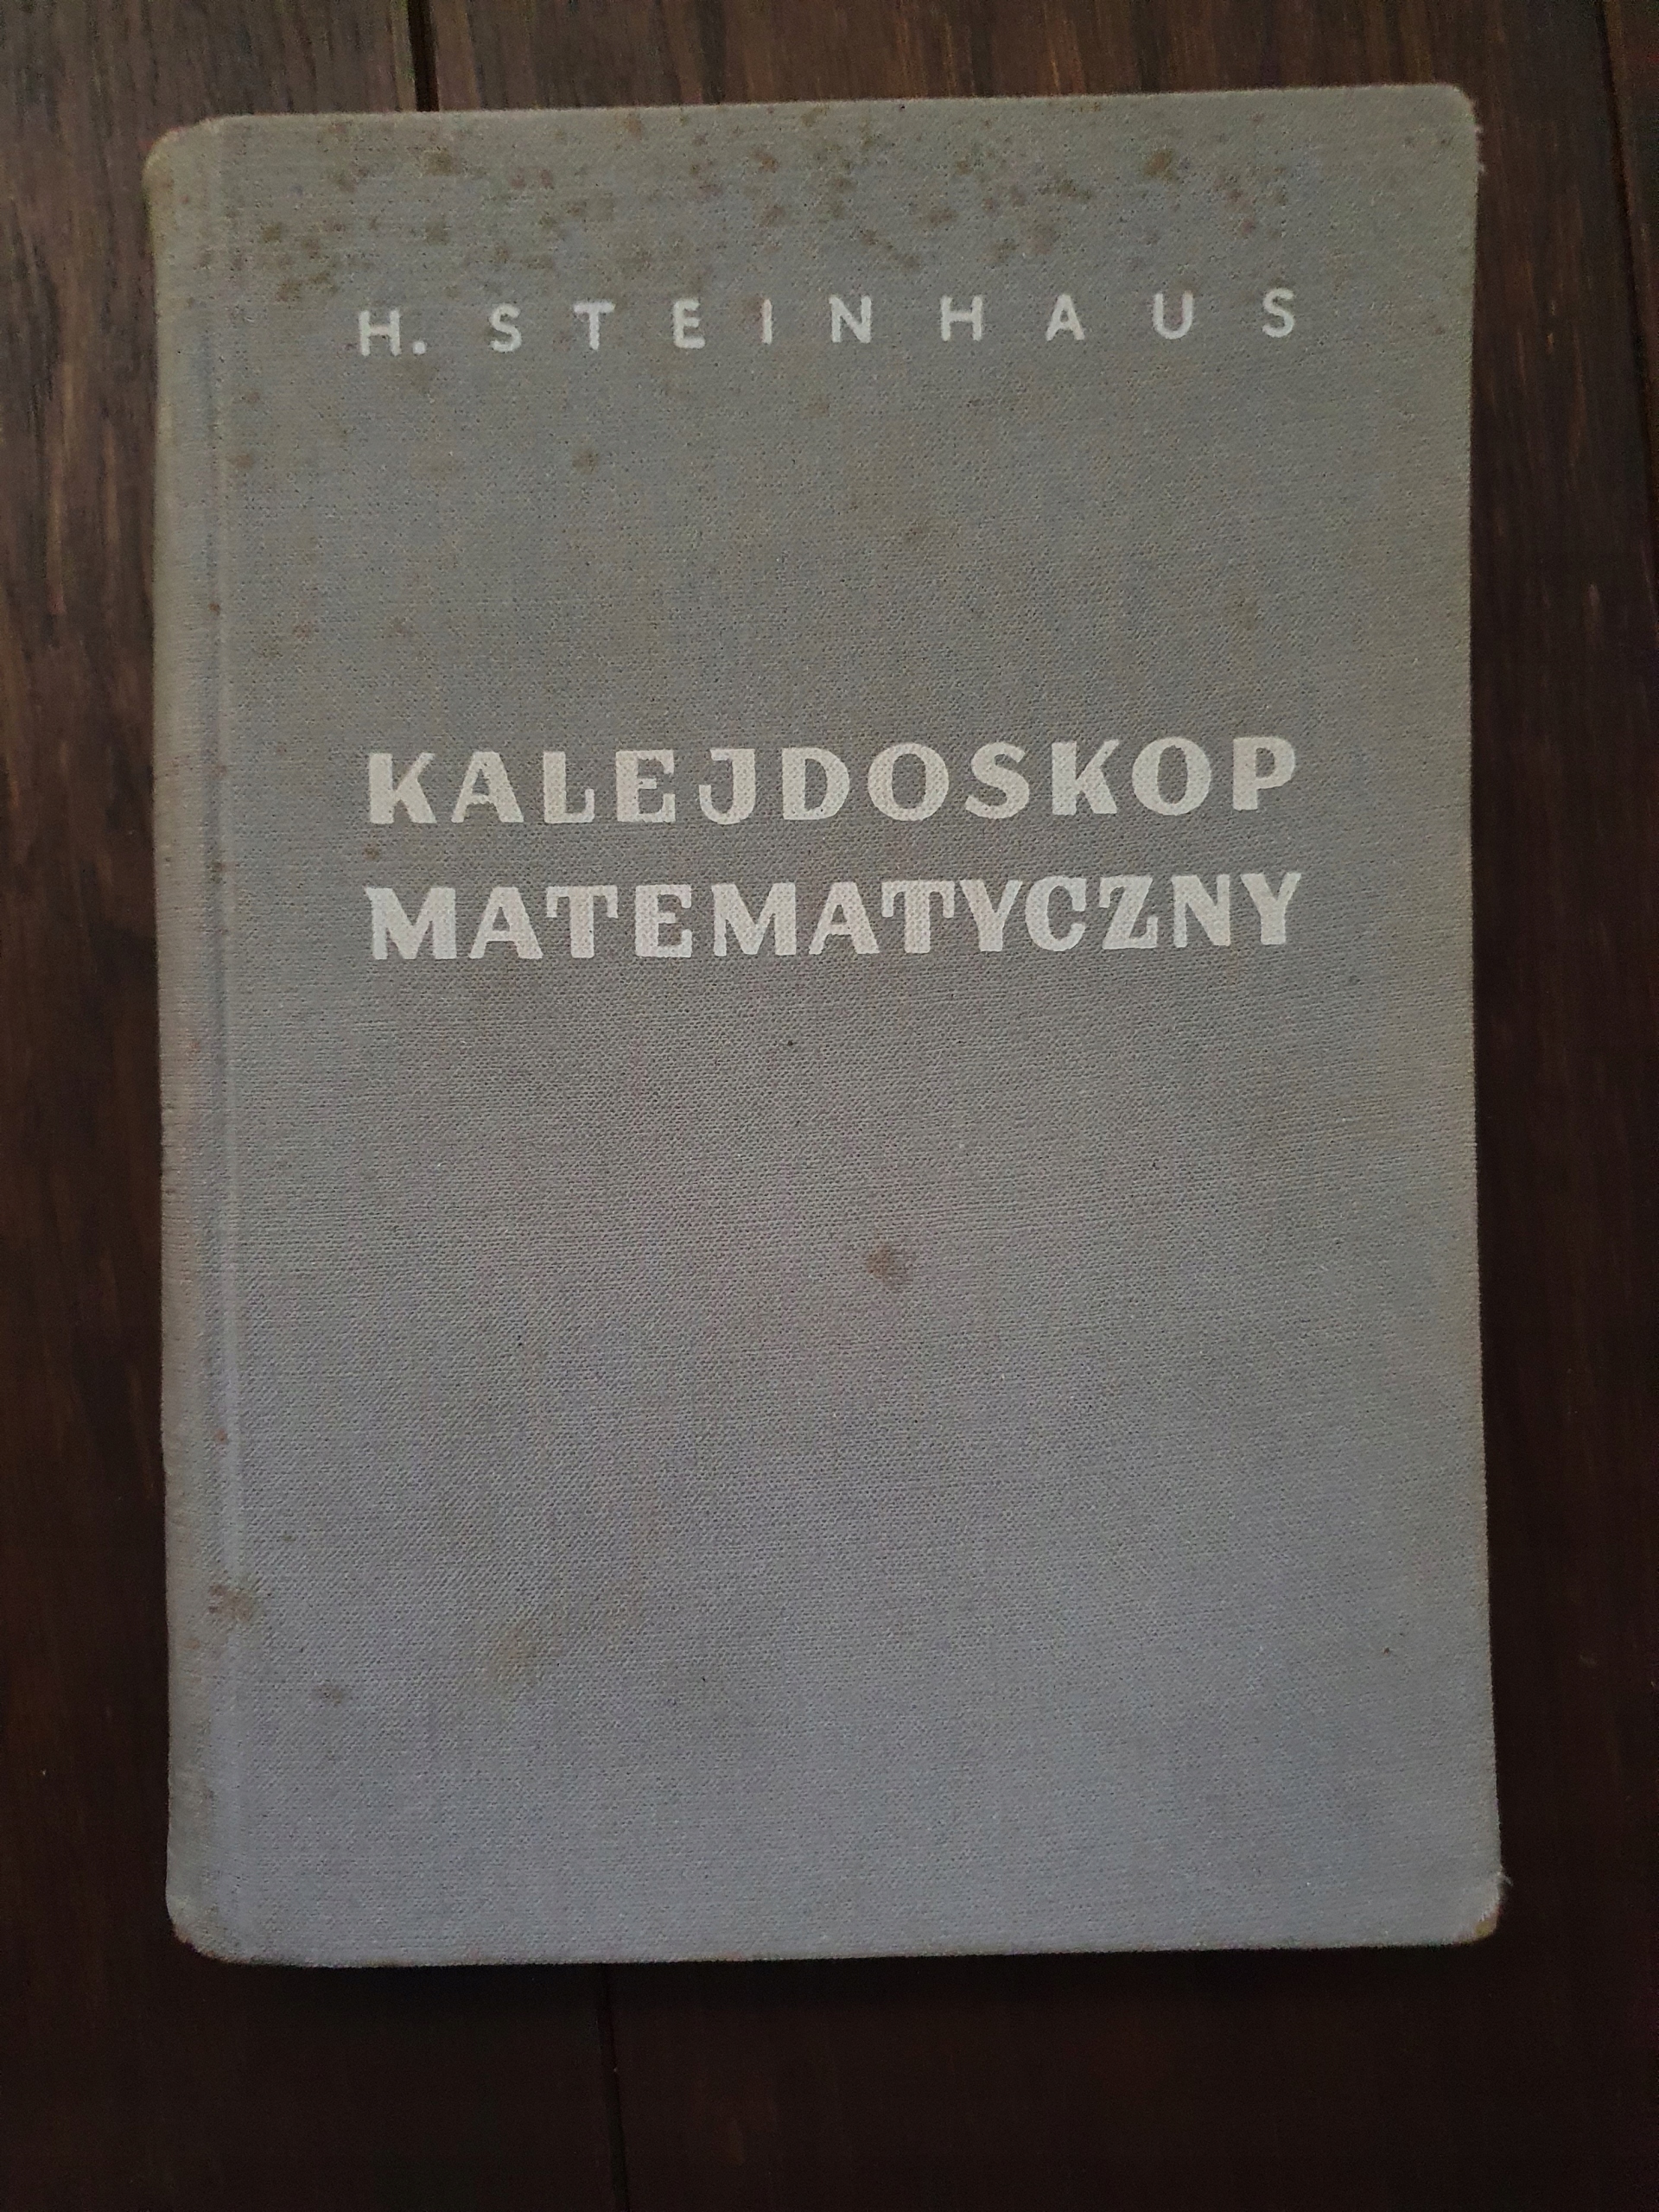 H. STEINHAUS
KALEJDOSKOP
MATEMATYCZNY